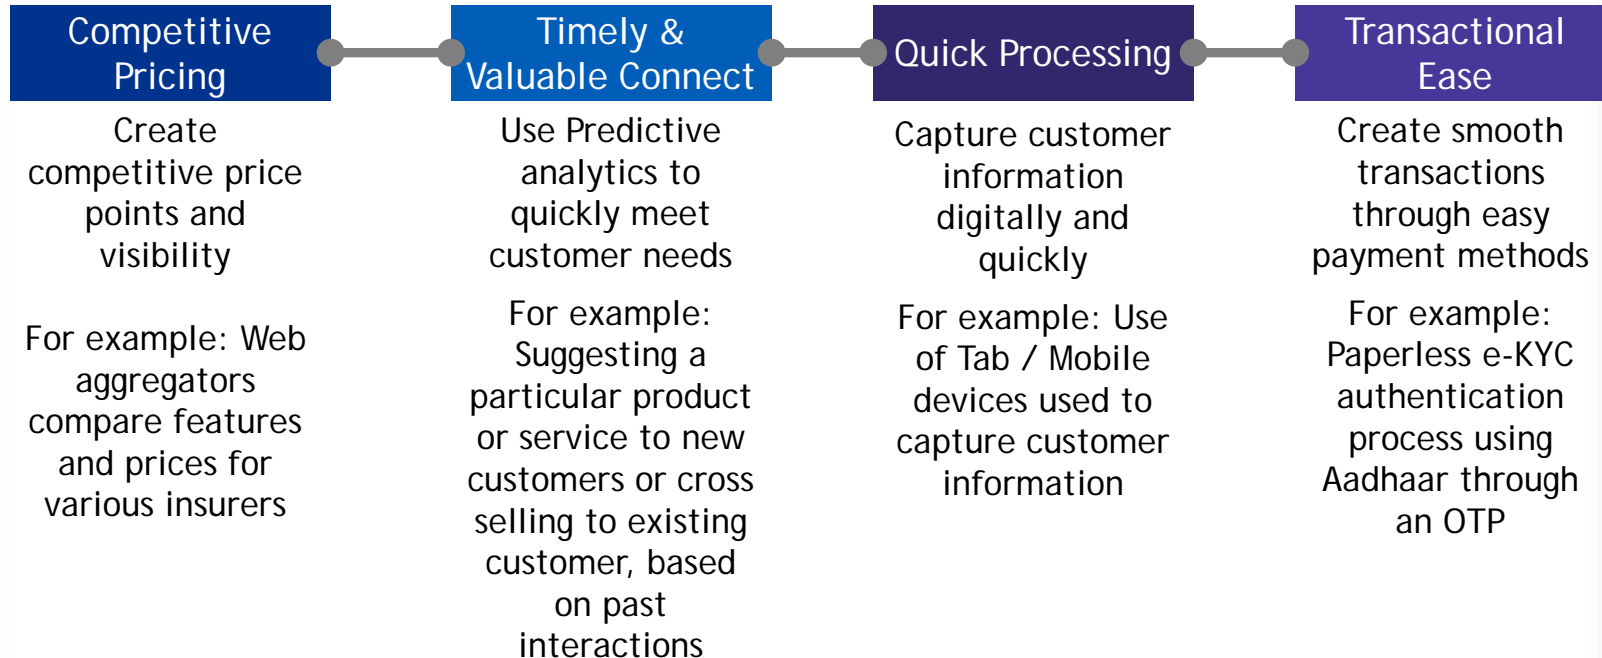 Competitive
Pricing
Create
competitive price
points and
visibility
For example: Web
aggregators
compare features
and prices for
various insurers
Timely &
Valuable Connect
Use Predictive
analytics to
quickly meet
customer needs
For example:
Suggesting a
particular product
or service to new
customers or cross
selling to existing
customer, based
on past
interactions
Quick Processing
Capture customer
information
digitally and
quickly
For example: Use
of Tab / Mobile
devices used to
capture customer
information
Transactional
Ease
Create smooth
transactions
through easy
payment methods
For example:
Paperless e-KYC
authentication
process using
Aadhaar through
an OTP